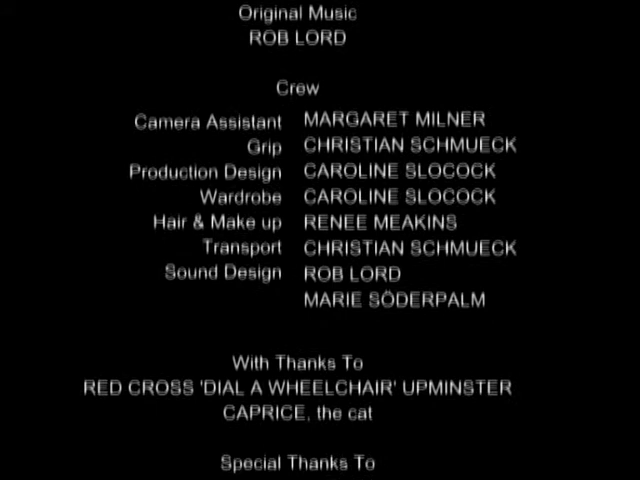 Original Music
ROB LORD
Crew
Camera Assistant MARGARET MILNER
Grip CHRISTIAN SCHMUECK
Production Design CAROLINE SLOCOCK
Wardrobe CAROLINE SLOCOCK
Hair & Make up RENEE MEAKINS
Transport CHRISTIAN SCHMUECK
Sound Design ROB LORD
MARIE SÖDERPALM
With Thanks To
RED CROSS 'DIAL A WHEELCHAIR' UPMINSTER
CAPRICE, the cat
Special Thanks To